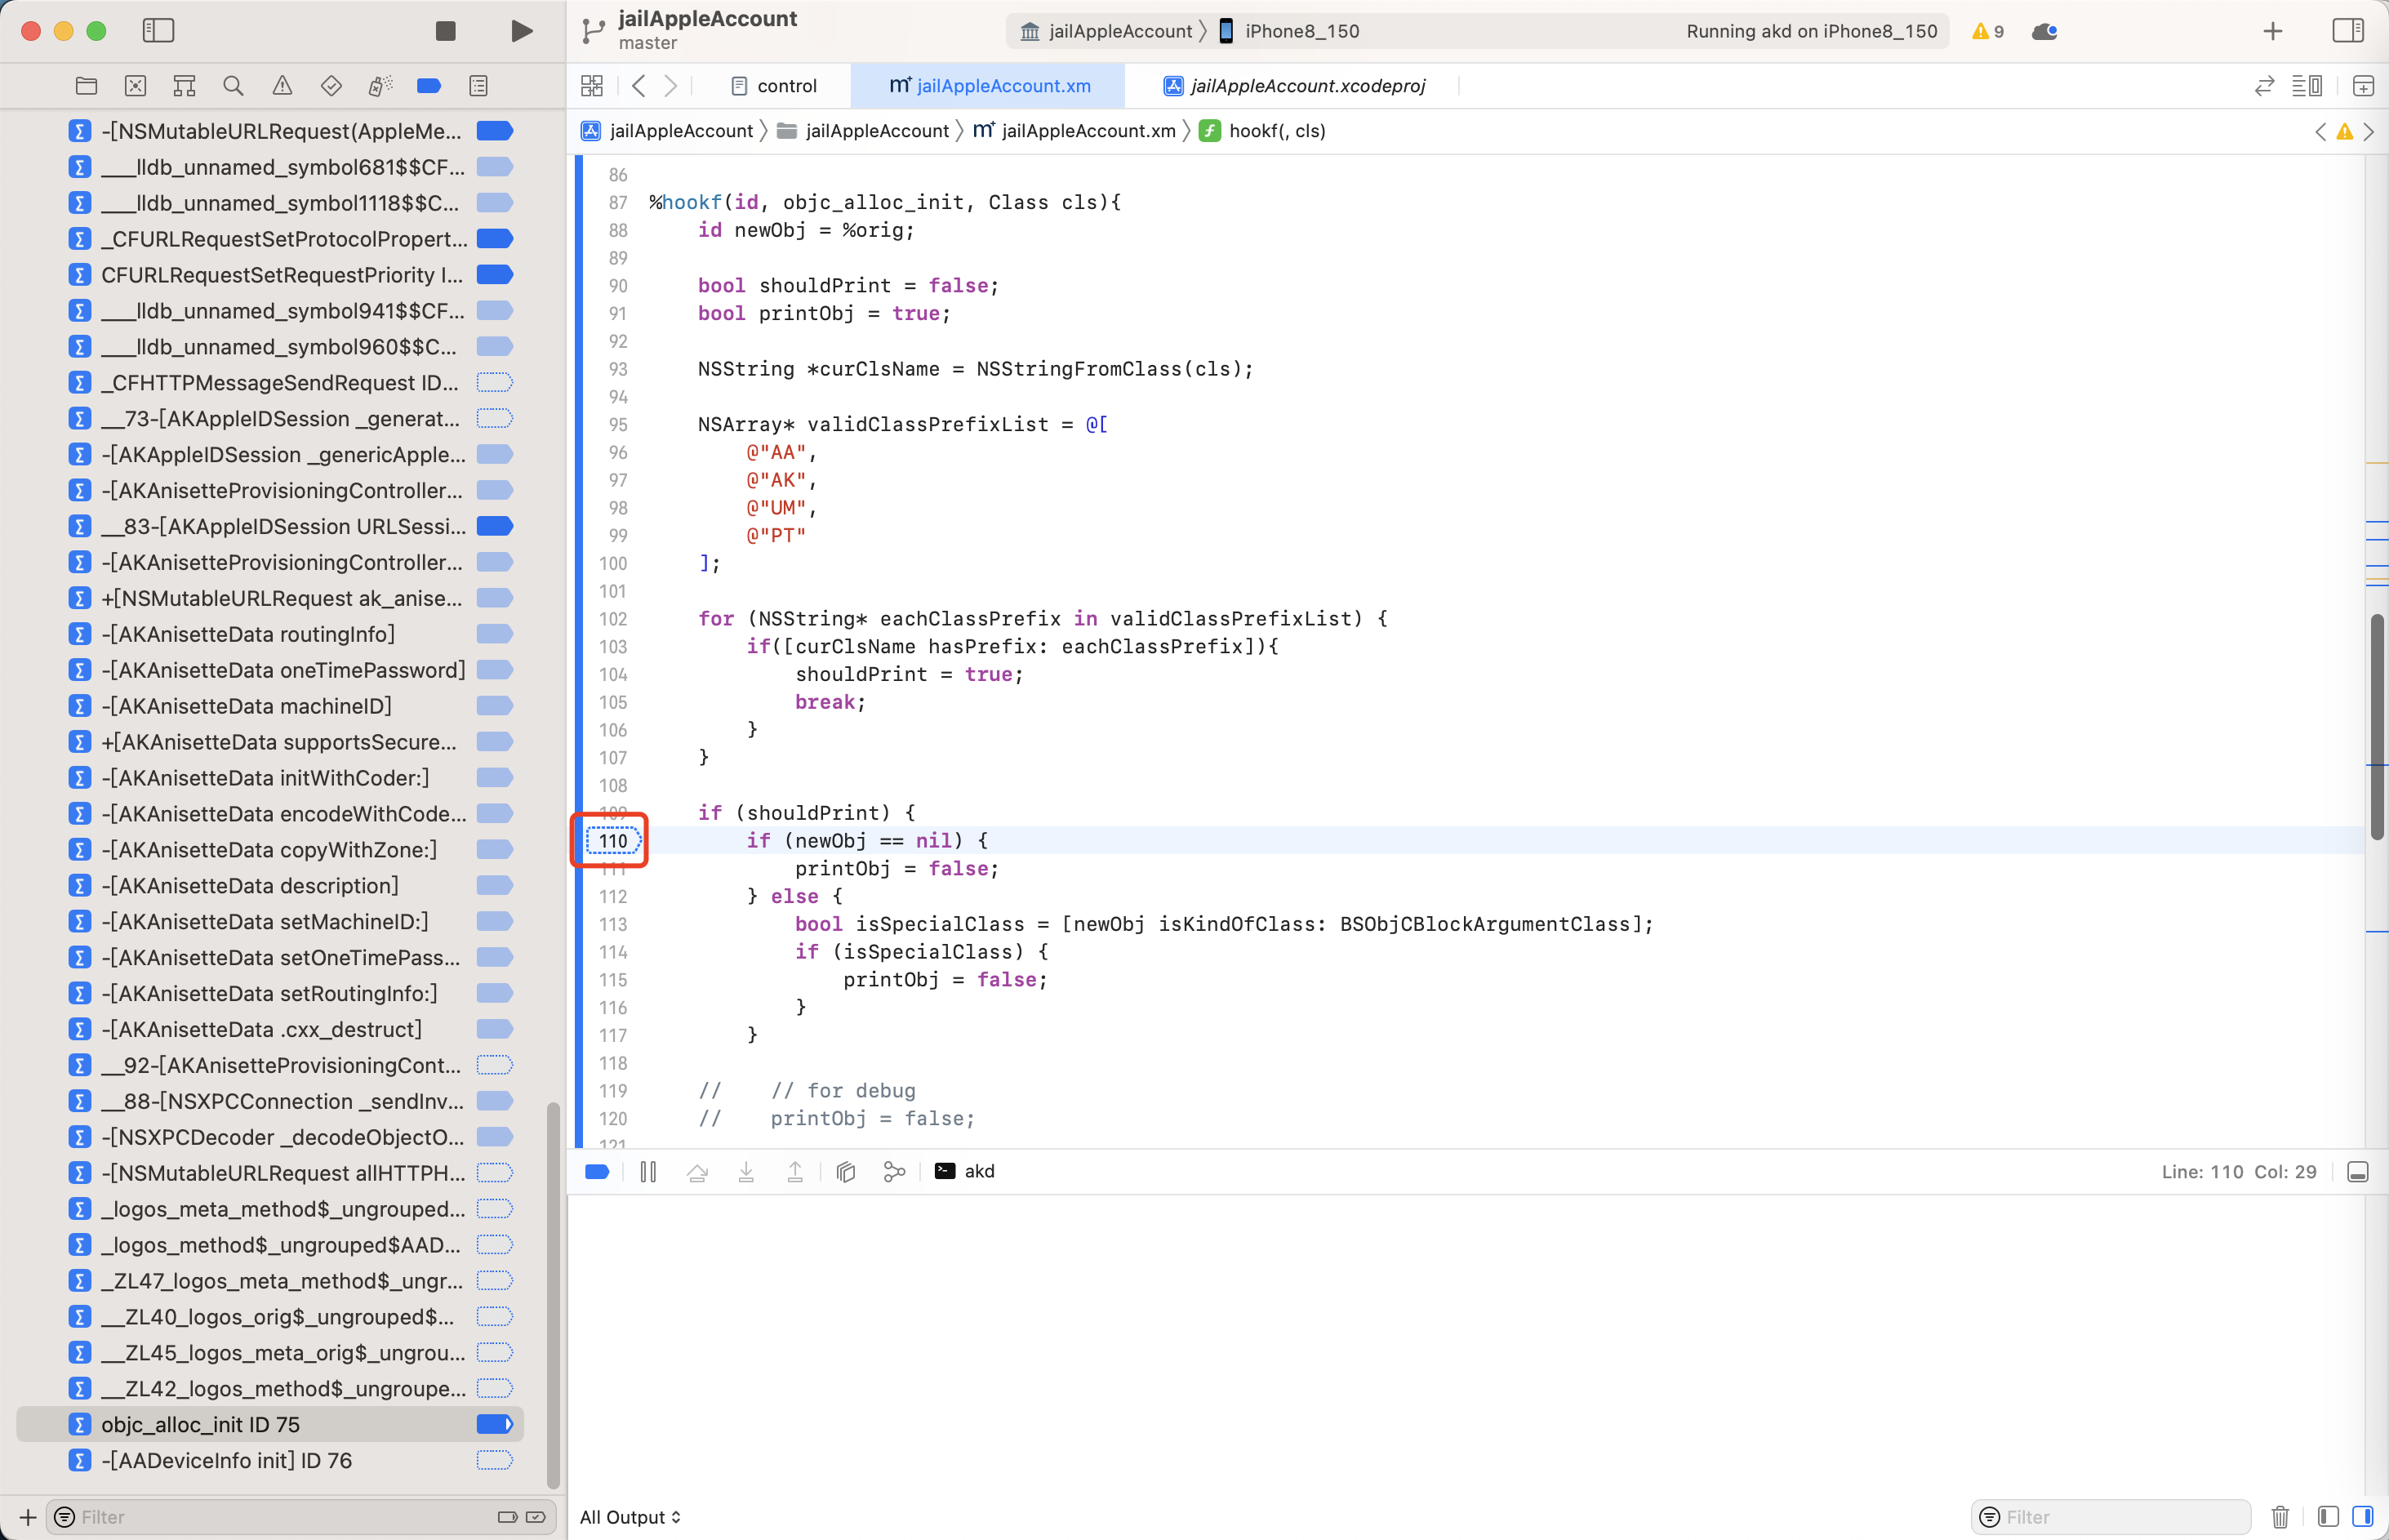 jailAppleAccount
master
jailAppleAccount
iPhone8_150
Running akd on iPhone8_150
9
control
m+ jailAppleAccount.xm
jailAppleAccount.xcodeproj
jailAppleAccount
jailAppleAccount
m+ jailAppleAccount.xm
f hookf(, cls)
-[NSMutableURLRequest(AppleMe...
___lldb_unnamed_symbol681$$CF...
___lldb_unnamed_symbol1118$$C...
_CFURLRequestSetProtocolPropert...
CFURLRequestSetRequestPriority I...
___lldb_unnamed_symbol941$$CF...
___lldb_unnamed_symbol960$$C...
_CFHTTPMessageSendRequest ID...
__73-[AKAppleIDSession _generat...
-[AKAppleIDSession _genericApple...
-[AKAnisetteProvisioningController...
__83-[AKAppleIDSession URLSessi...
-[AKAnisetteProvisioningController...
+[NSMutableURLRequest ak_anise...
-[AKAnisetteData routingInfo]
-[AKAnisetteData oneTimePassword]
-[AKAnisetteData machineID]
+[AKAnisetteData supportsSecure...
-[AKAnisetteData initWithCoder:]
-[AKAnisetteData encodeWithCode...
-[AKAnisetteData copyWithZone:]
-[AKAnisetteData description]
-[AKAnisetteData setMachineID:]
-[AKAnisetteData setOneTimePass...
-[AKAnisetteData setRoutingInfo:]
-[AKAnisetteData .cxx_destruct]
__92-[AKAnisetteProvisioningCont...
__88-[NSXPCConnection _sendInv...
-[NSXPCDecoder _decodeObjectO...
-[NSMutableURLRequest allHTTPH...
_logos_meta_method$_ungrouped...
_logos_method$_ungrouped$AAD...
_ZL47_logos_meta_method$_ungr...
__ZL40_logos_orig$_ungrouped$...
__ZL45_logos_meta_orig$_ungrou...
__ZL42_logos_method$_ungroupe...
objc_alloc_init ID 75
-[AADeviceInfo init] ID 76
Filter
86
87 %hookf(id, objc_alloc_init, Class cls){
88 id newObj = %orig;
89
90 bool shouldPrint = false;
91 bool printObj = true;
92
93 NSString *curClsName = NSStringFromClass(cls);
94
95 NSArray* validClassPrefixList = @[
96 @"AA",
97 @"AK",
98 @"UM",
99 @"PT"
100 ];
101
102 for (NSString* eachClassPrefix in validClassPrefixList) {
103 if([curClsName hasPrefix: eachClassPrefix]){
104 shouldPrint = true;
105 break;
106 }
107 }
108
109 if (shouldPrint) {
110 if (newObj == nil) {
111 printObj = false;
112 } else {
113 bool isSpecialClass = [newObj isKindOfClass: BSObjCBlockArgumentClass];
114 if (isSpecialClass) {
115 printObj = false;
116 }
117 }
118
119 // // for debug
120 // printObj = false;
121
akd
Line: 110 Col: 29
All Output
Filter